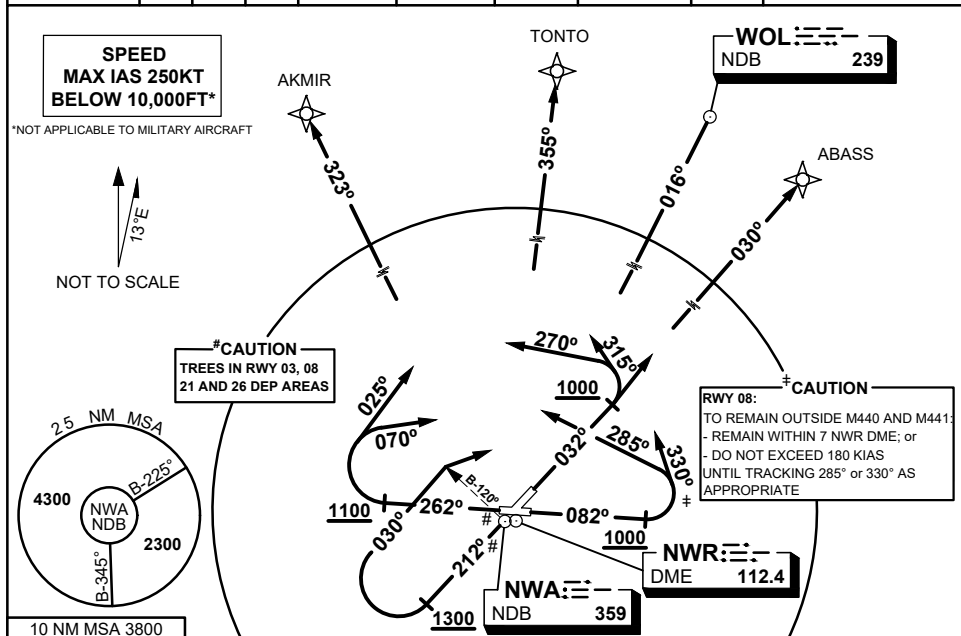 SPEED
MAX IAS 250KT
BELOW 10,000FT*
*NOT APPLICABLE TO MILITARY AIRCRAFT
13°E
NOT TO SCALE
AKMIR
323°
TONTO
355°
WOL
NDB 239
016°
ABASS
030°
#CAUTION
TREES IN RWY 03, 08
21 AND 26 DEP AREAS
‡CAUTION
RWY 08:
TO REMAIN OUTSIDE M440 AND M441:
- REMAIN WITHIN 7 NWR DME; or
- DO NOT EXCEED 180 KIAS
UNTIL TRACKING 285° or 330° AS
APPROPRIATE
270°
315°
1000
032°
285°
330°
‡
025°
070°
1100
262°
B-120°
#
#
082°
1000
030°
212°
1300
NWR
DME 112.4
NWA
NDB 359
25 NM MSA
B-225°
4300
NWA
NDB
2300
B-345°
10 NM MSA 3800